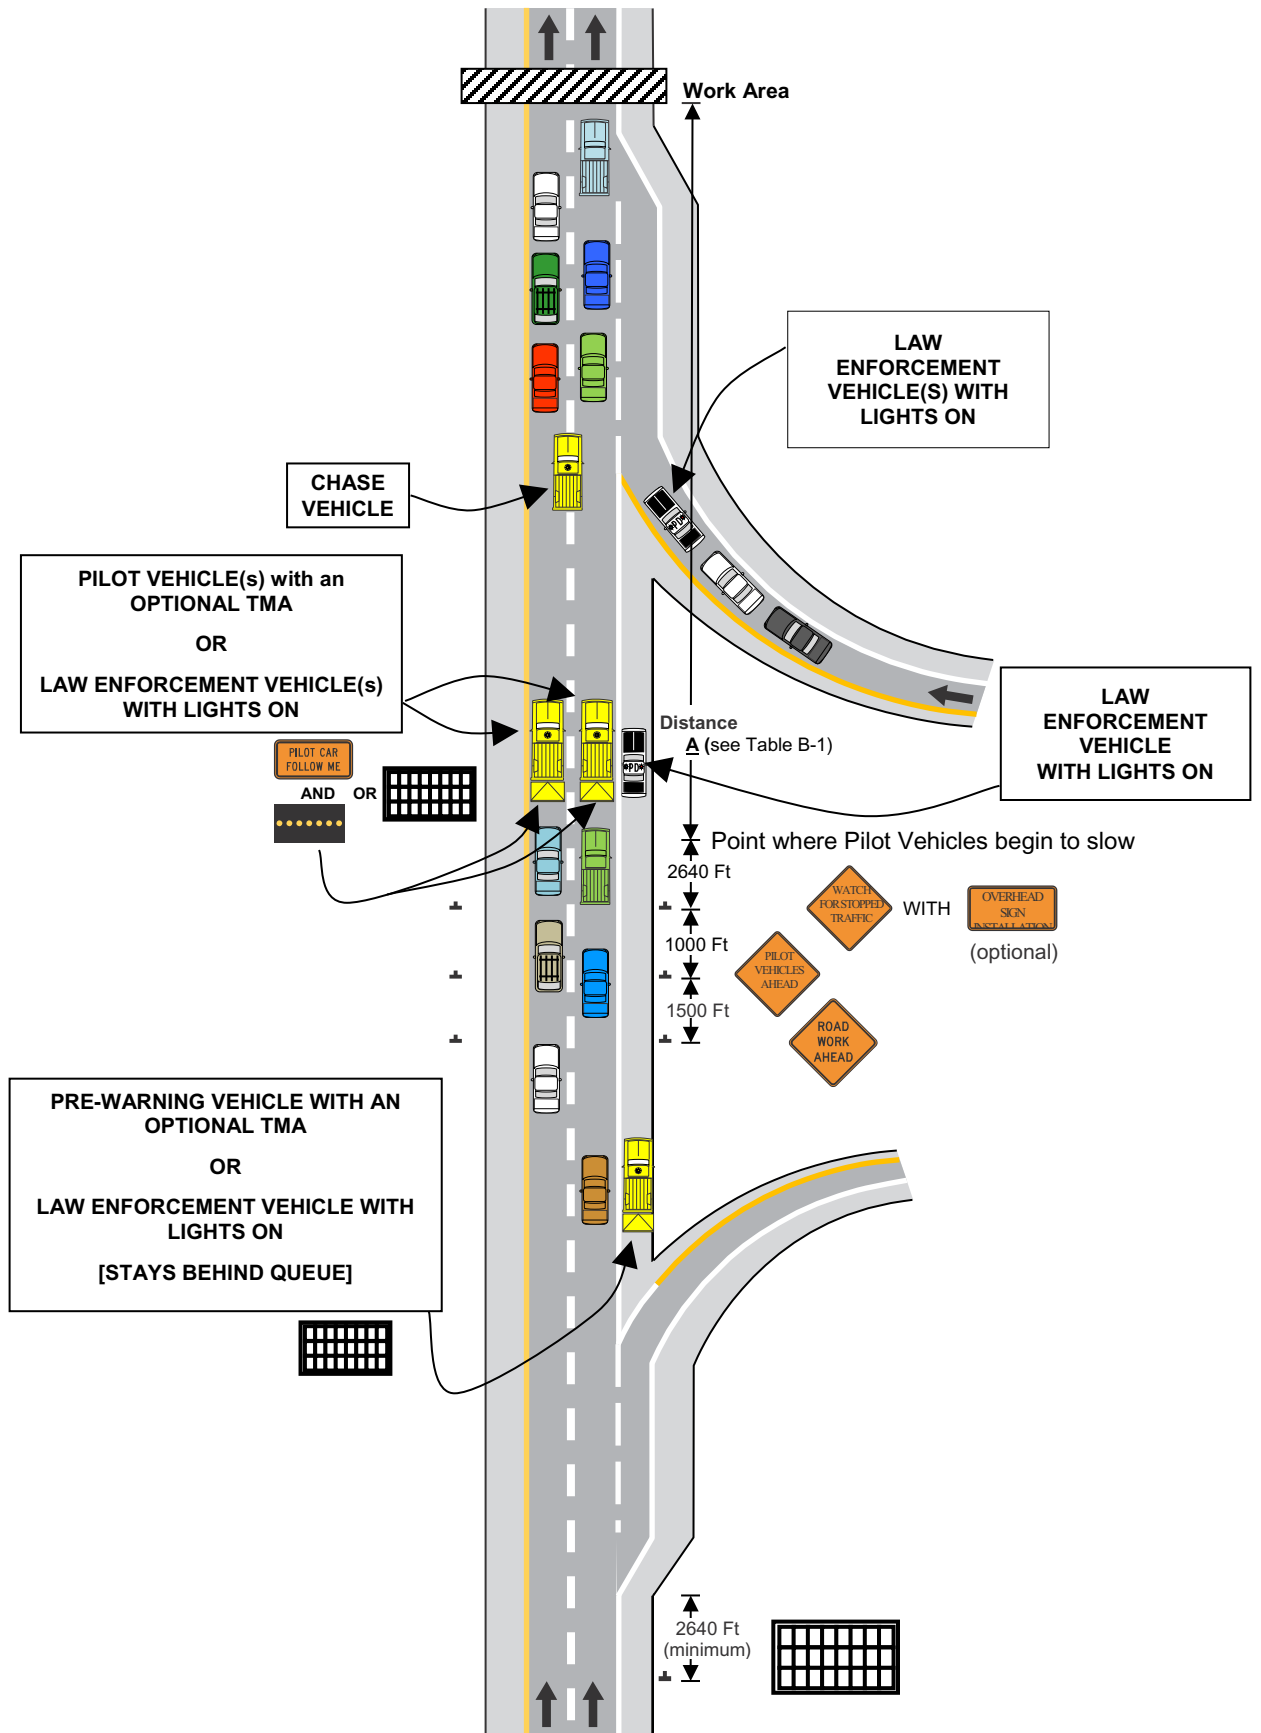 Work Area
LAW
ENFORCEMENT
VEHICLE(S) WITH
LIGHTS ON
CHASE
VEHICLE
*PD*
PILOT VEHICLE(s) with an
OPTIONAL TMA
OR
LAW ENFORCEMENT VEHICLE(s)
WITH LIGHTS ON
LAW
ENFORCEMENT
VEHICLE
WITH LIGHTS ON
Distance
A (see Table B-1)
*PD*
PILOT CAR
FOLLOW ME
AND OR
Point where Pilot Vehicles begin to slow
2640 Ft
WATCH
FOR STOPPED
TRAFFIC
WITH
OVERHEAD
SIGN
INSTALLATION
(optional)
1000 Ft
PILOT
VEHICLES
AHEAD
1500 Ft
ROAD
WORK
AHEAD
PRE-WARNING VEHICLE WITH AN
OPTIONAL TMA
OR
LAW ENFORCEMENT VEHICLE WITH
LIGHTS ON
[STAYS BEHIND QUEUE]
2640 Ft
(minimum)